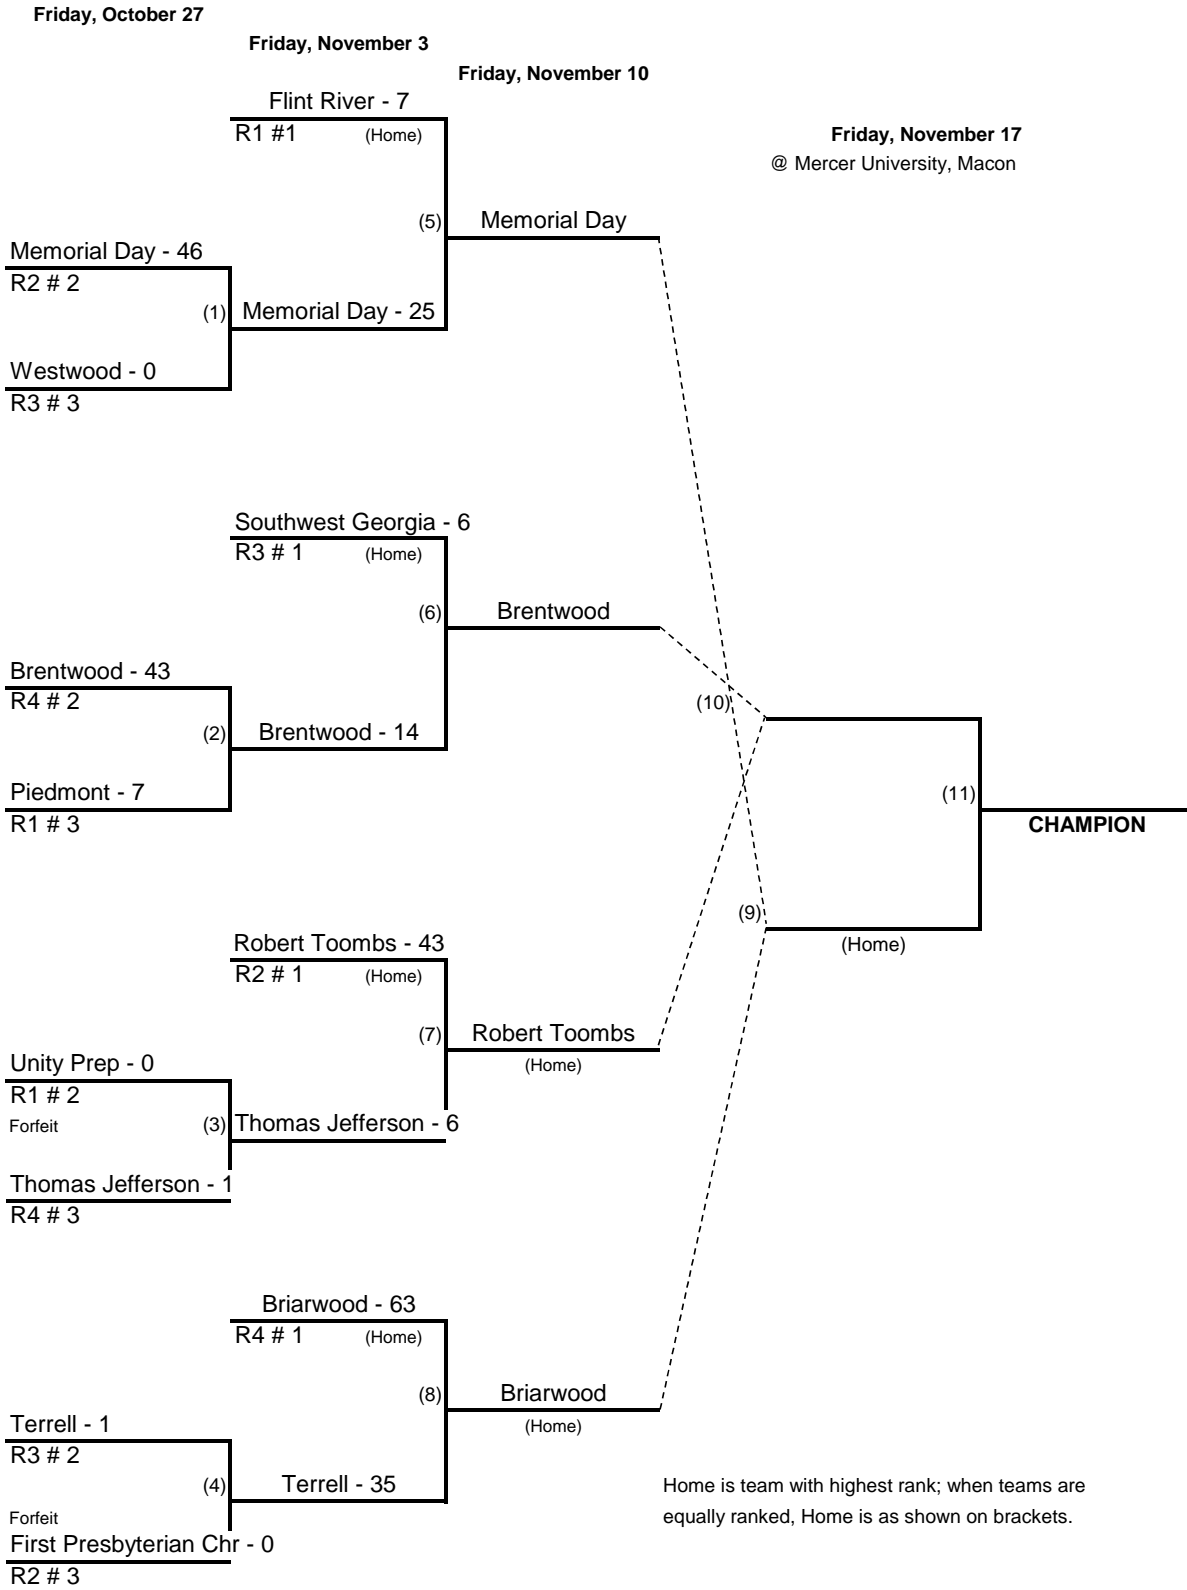 Friday, October 27
Friday, November 3
Friday, November 10
Flint River - 7
R1 #1 (Home)
Friday, November 17
@ Mercer University, Macon
(5) Memorial Day
Memorial Day - 46
R2 # 2
(1) Memorial Day - 25
Westwood - 0
R3 # 3
Southwest Georgia - 6
R3 # 1 (Home)
(6) Brentwood
Brentwood - 43
R4 # 2
(10)
(2) Brentwood - 14
Piedmont - 7
(11)
R1 # 3
CHAMPION
(9)
Robert Toombs - 43
(Home)
R2 # 1 (Home)
(7) Robert Toombs
(Home)
Unity Prep - 0
R1 # 2
Forfeit
(3) Thomas Jefferson - 6
Thomas Jefferson - 1
R4 # 3
Briarwood - 63
R4 # 1 (Home)
(8) Briarwood
(Home)
Terrell - 1
R3 # 2
(4) Terrell - 35
Home is team with highest rank; when teams are
equally ranked, Home is as shown on brackets.
Forfeit
First Presbyterian Chr - 0
R2 # 3